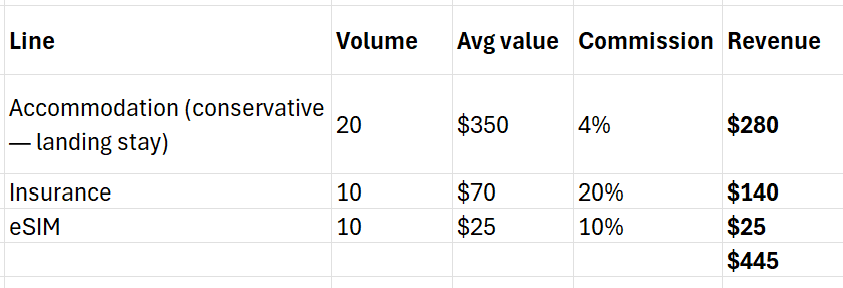 Line Volume Avg value Commission Revenue
Accommodation (conservative
— landing stay) 20 $350 4% $280
Insurance 10 $70 20% $140
eSIM 10 $25 10% $25
$445